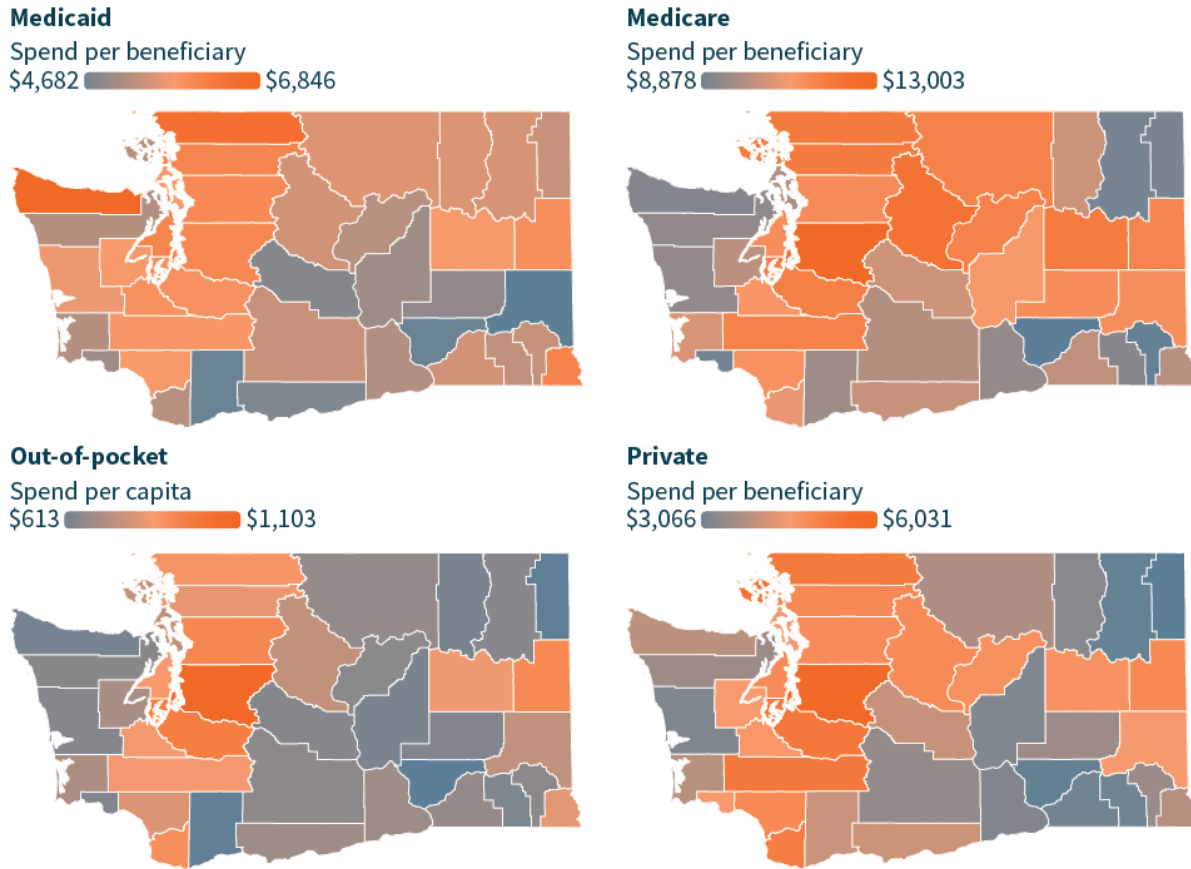 Medicaid
Spend per beneficiary
$4,682 $6,846
Medicare
Spend per beneficiary
$8,878 $13,003
Out-of-pocket
Spend per capita
$613 $1,103
Private
Spend per beneficiary
$3,066 $6,031